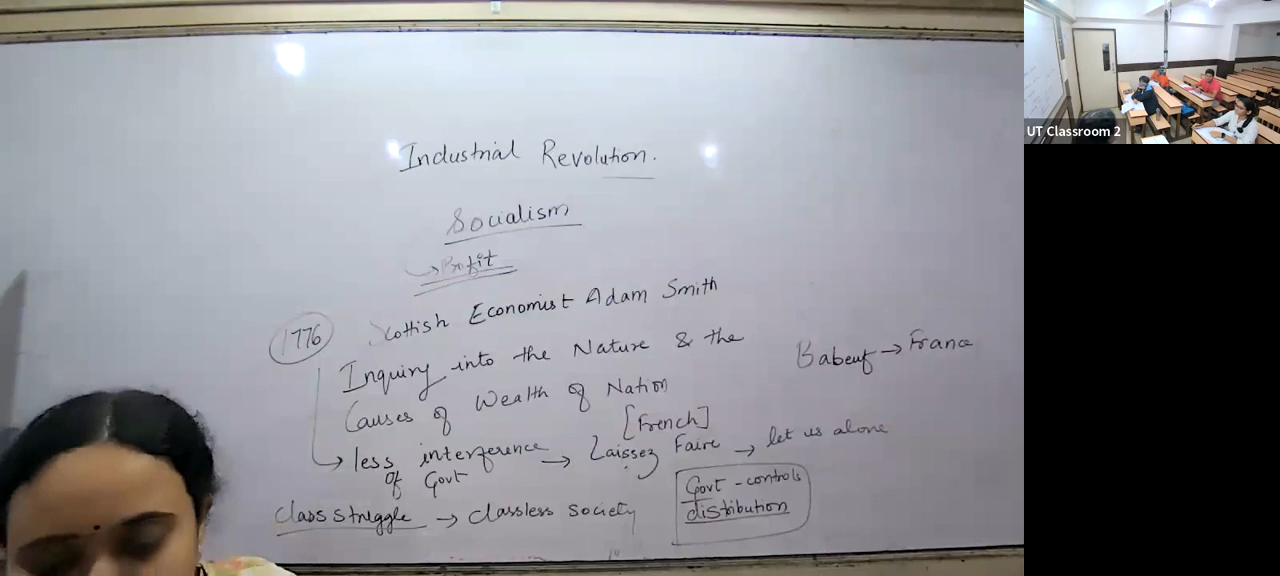 Industrial Revolution.
Socialism
→ Profit
1776
Scottish Economist Adam Smith
Inquiry into the Nature & the
Causes of Wealth of Nation
Babeuf → France
[French]
→ less interference → Laissez Faire → let us alone
of Govt
class struggle → classless society
Govt - controls
distribution
UT Classroom 2